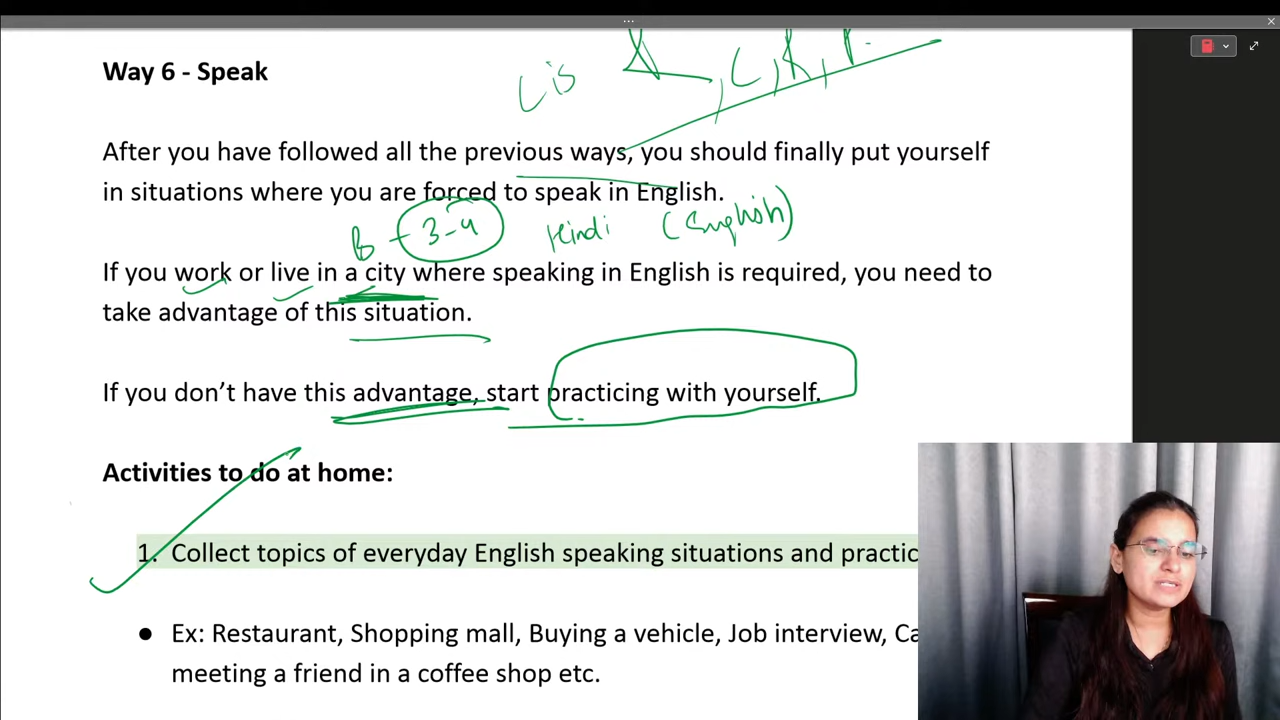 Way 6 - Speak
Lis
After you have followed all the previous ways, you should finally put yourself
in situations where you are forced to speak in English.
B - 3-4 Hindi (English)
If you work or live in a city where speaking in English is required, you need to
take advantage of this situation.
If you don’t have this advantage, start practicing with yourself.
Activities to do at home:
1. Collect topics of everyday English speaking situations and practic
● Ex: Restaurant, Shopping mall, Buying a vehicle, Job interview, Ca
meeting a friend in a coffee shop etc.